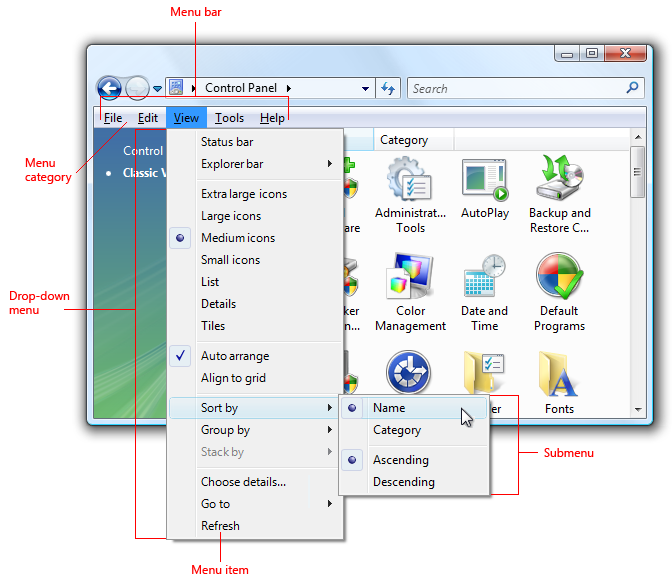 Menu bar
Control Panel
Search
File Edit View Tools Help
Menu
category
Drop-down
menu
Control
Classic V
Status bar
Explorer bar
Extra large icons
Large icons
Medium icons
Small icons
List
Details
Tiles
Auto arrange
Align to grid
Sort by
Group by
Stack by
Choose details...
Go to
Refresh
Category
are
Administrat...
Tools
AutoPlay
Backup and
Restore C...
ker
n...
Color
Management
Date and
Time
Default
Programs
er
Fonts
Name
Category
Ascending
Descending
Submenu
Menu item